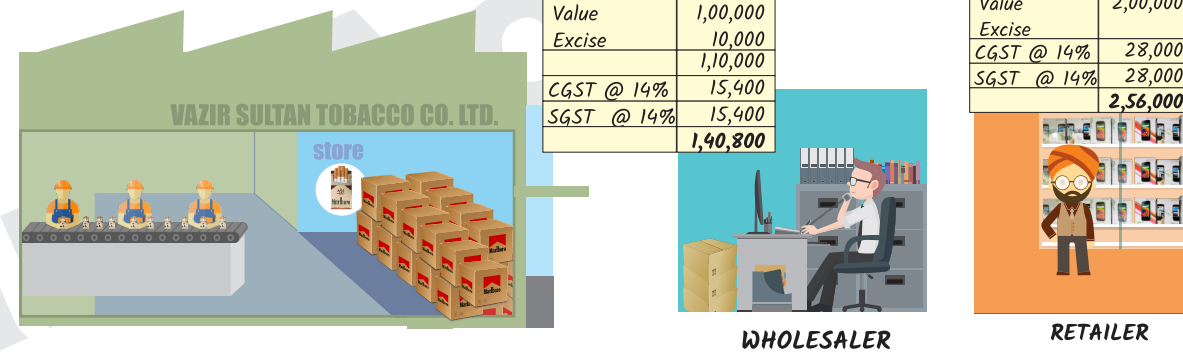 VAZIR SULTAN TOBACCO CO. LTD.
store
Marlboro
Value 1,00,000
Excise 10,000
1,10,000
CGST @ 14% 15,400
SGST @ 14% 15,400
1,40,800
WHOLESALER
Value 2,00,000
Excise
CGST @ 14% 28,000
SGST @ 14% 28,000
2,56,000
RETAILER